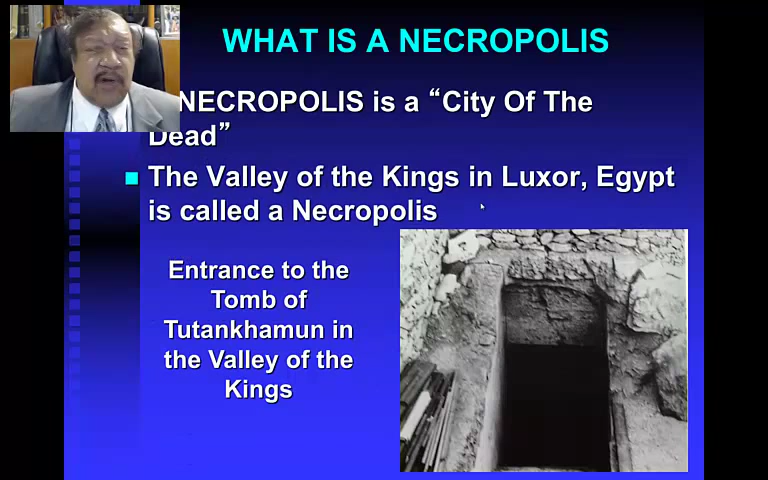 WHAT IS A NECROPOLIS
NECROPOLIS is a “City Of The
Dead”
The Valley of the Kings in Luxor, Egypt
is called a Necropolis
Entrance to the
Tomb of
Tutankhamun in
the Valley of the
Kings